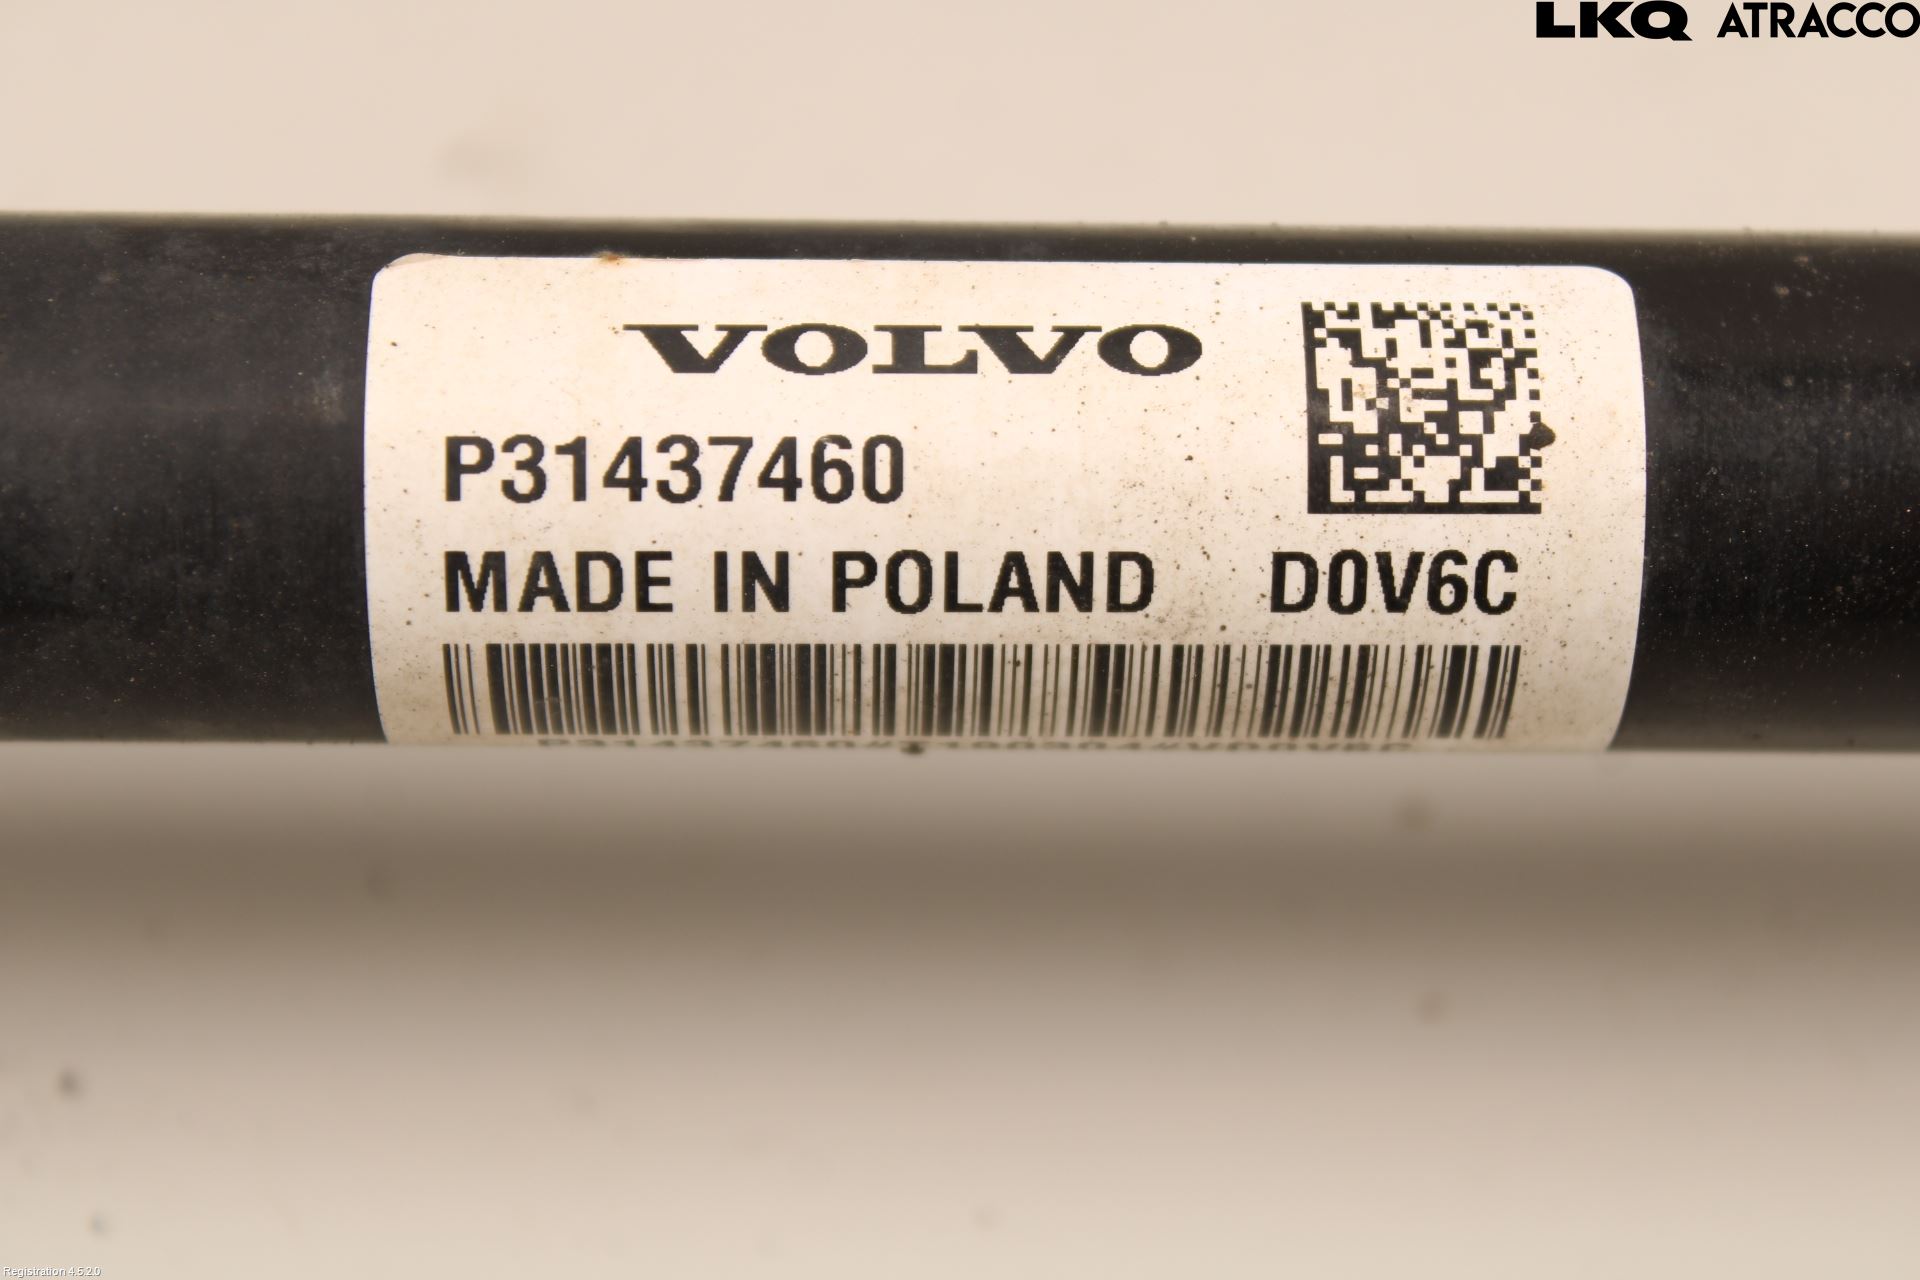 LKQ ATRACCO
VOLVO
P31437460
MADE IN POLAND D0V6C
Registration 4.5.2.0